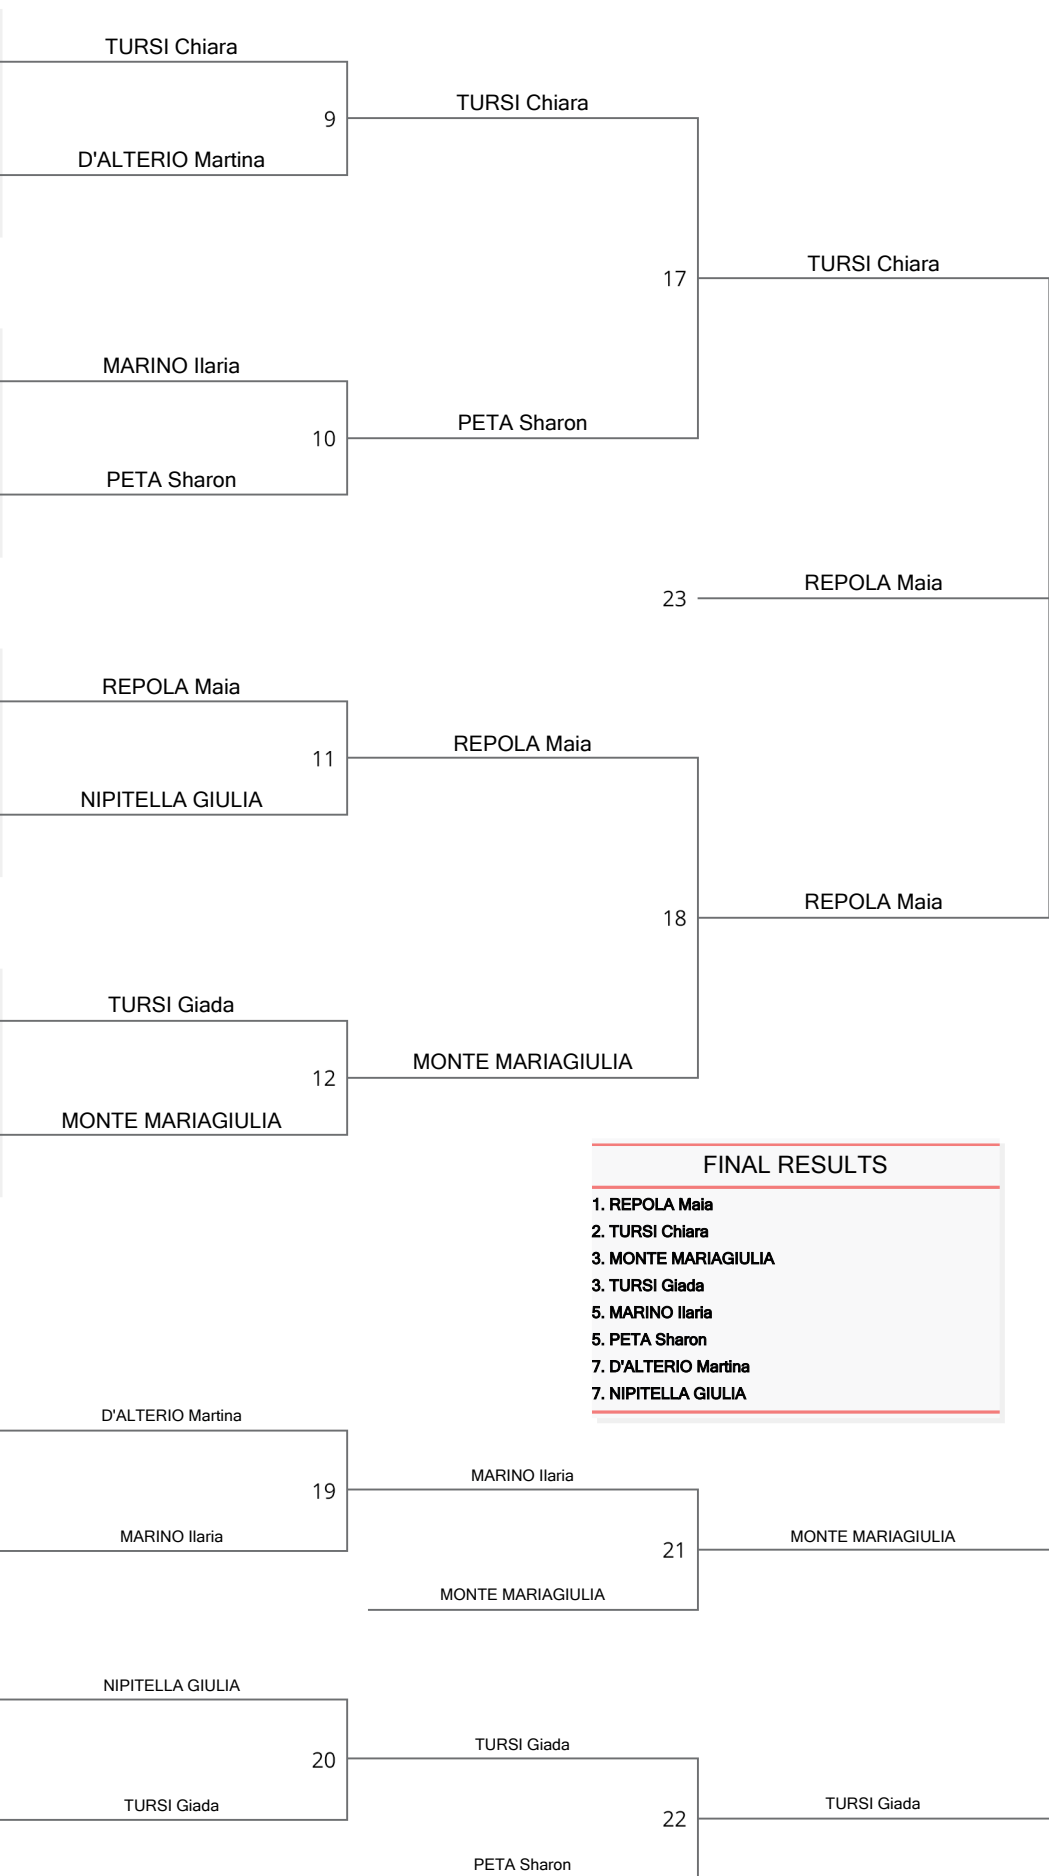 TURSI Chiara
9
TURSI Chiara
D'ALTERIO Martina
17
TURSI Chiara
MARINO Ilaria
10
PETA Sharon
PETA Sharon
23
REPOLA Maia
REPOLA Maia
11
REPOLA Maia
NIPITELLA GIULIA
18
REPOLA Maia
TURSI Giada
12
MONTE MARIAGIULIA
MONTE MARIAGIULIA
FINAL RESULTS
1. REPOLA Maia
2. TURSI Chiara
3. MONTE MARIAGIULIA
3. TURSI Giada
5. MARINO Ilaria
5. PETA Sharon
7. D'ALTERIO Martina
7. NIPITELLA GIULIA
D'ALTERIO Martina
19
MARINO Ilaria
MARINO Ilaria
21
MONTE MARIAGIULIA
MONTE MARIAGIULIA
NIPITELLA GIULIA
20
TURSI Giada
TURSI Giada
22
TURSI Giada
PETA Sharon